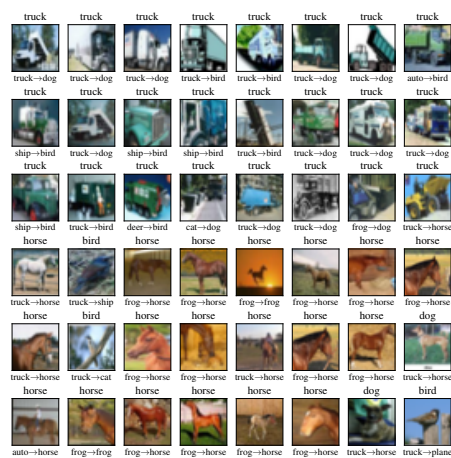 truck truck truck truck truck truck truck truck
truck→dog truck→dog truck→dog truck→bird truck→bird truck→dog truck→dog auto→bird
truck truck truck truck truck truck truck truck
ship→bird truck→dog ship→bird ship→bird truck→bird truck→dog truck→dog truck→dog
truck truck truck truck truck truck truck truck
ship→bird truck→bird deer→bird cat→dog truck→dog truck→dog frog→dog truck→horse
horse bird horse horse horse horse horse horse
truck→horse truck→ship frog→horse frog→horse frog→frog frog→horse frog→horse frog→horse
horse bird horse horse horse horse horse dog
truck→horse truck→cat frog→horse frog→horse truck→horse frog→horse frog→horse truck→horse
horse horse horse horse horse horse dog bird
auto→horse frog→frog frog→horse frog→horse frog→horse frog→horse truck→horse truck→plane